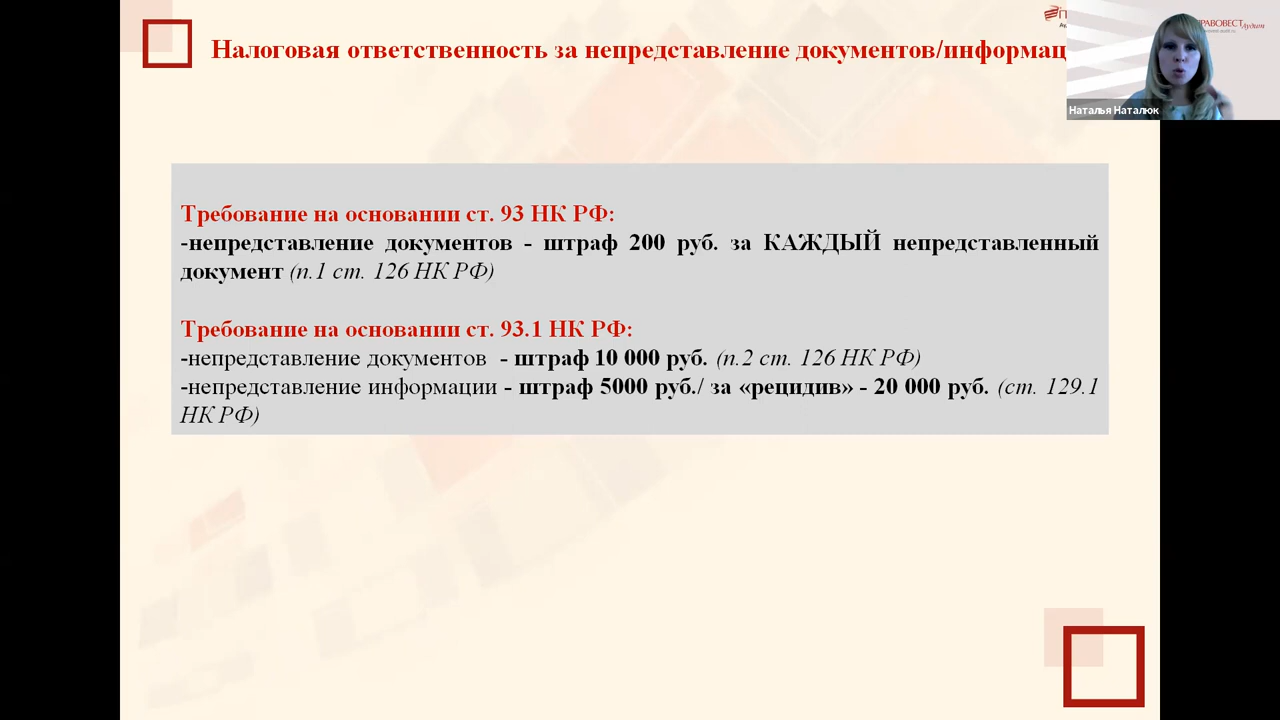 Налоговая ответственность за непредставление документов/информац
ПРАВОВЕСТ Аудит
Наталья Наталюк
Требование на основании ст. 93 НК РФ:
-непредставление документов - штраф 200 руб. за КАЖДЫЙ непредставленный
документ (п.1 ст. 126 НК РФ)
Требование на основании ст. 93.1 НК РФ:
-непредставление документов - штраф 10 000 руб. (п.2 ст. 126 НК РФ)
-непредставление информации - штраф 5000 руб./ за «рецидив» - 20 000 руб. (ст. 129.1
НК РФ)